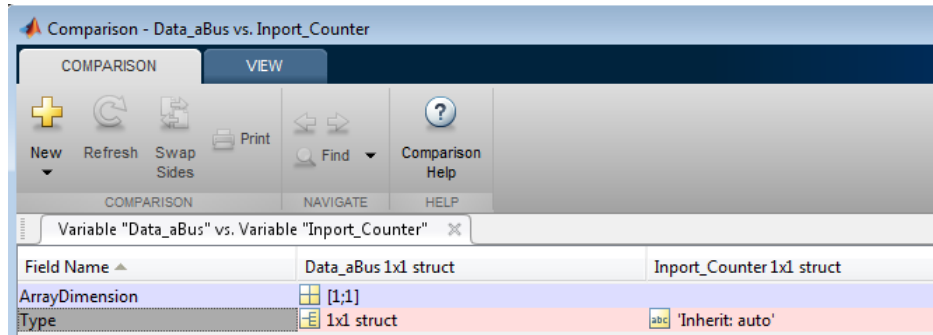 Comparison - Data_aBus vs. Inport_Counter
COMPARISON VIEW
New Refresh Swap Sides Print Find Comparison Help
COMPARISON NAVIGATE HELP
Variable "Data_aBus" vs. Variable "Inport_Counter"
Field Name Data_aBus 1x1 struct Inport_Counter 1x1 struct
ArrayDimension [1;1]
Type 1x1 struct abc 'Inherit: auto'